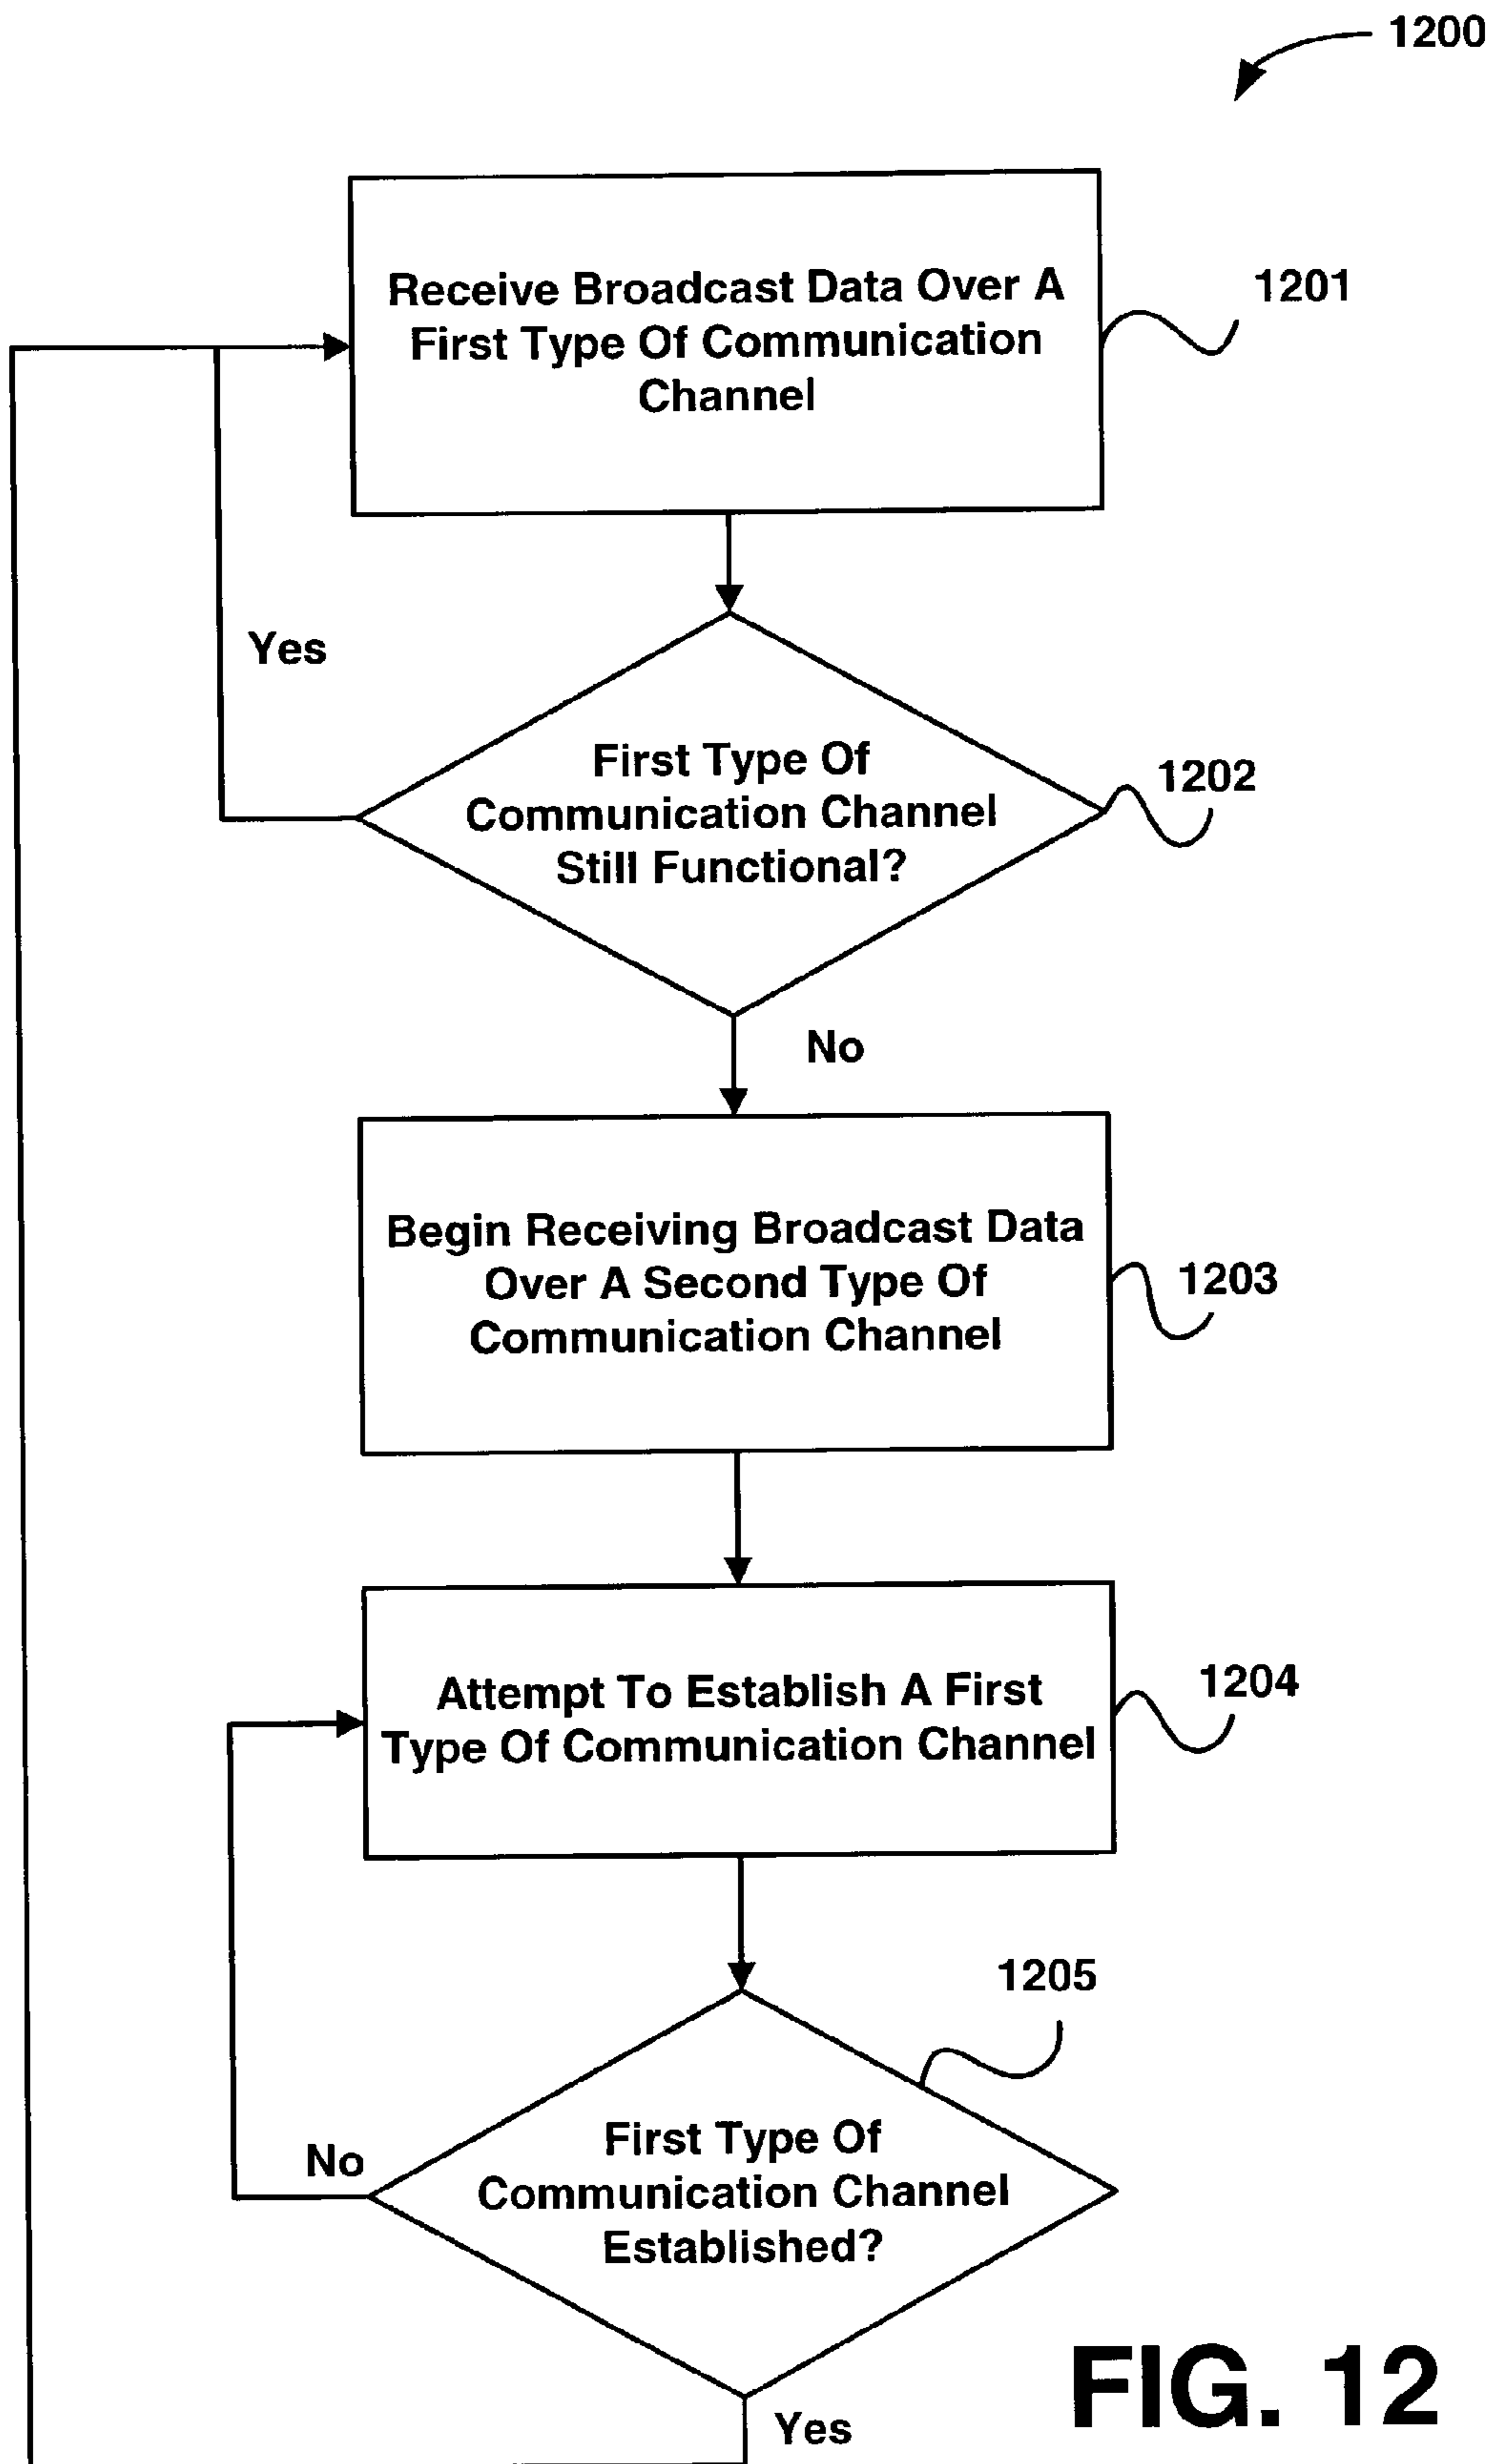 1200
Receive Broadcast Data Over A
First Type Of Communication
Channel
1201
Yes
First Type Of
Communication Channel
Still Functional?
1202
No
Begin Receiving Broadcast Data
Over A Second Type Of
Communication Channel
1203
Attempt To Establish A First
Type Of Communication Channel
1204
1205
First Type Of
Communication Channel
Established?
No
Yes
FIG. 12